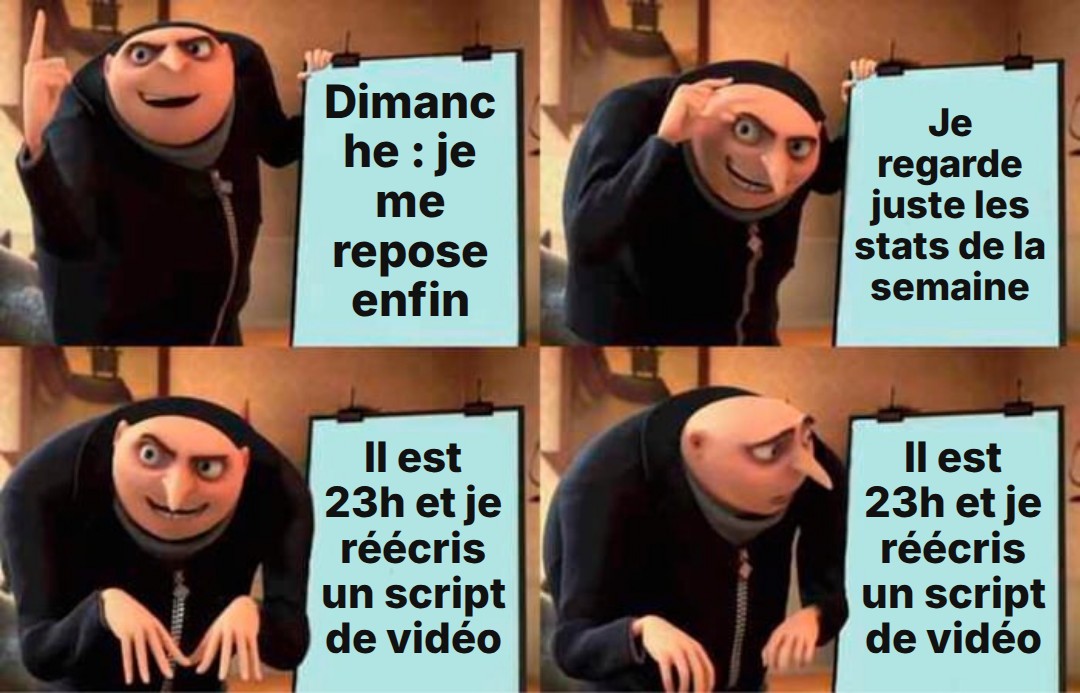 Dimanc
he : je
me
repose
enfin
Je
regarde
juste les
stats de la
semaine
Il est
23h et je
réécris
un script
de vidéo
Il est
23h et je
réécris
un script
de vidéo